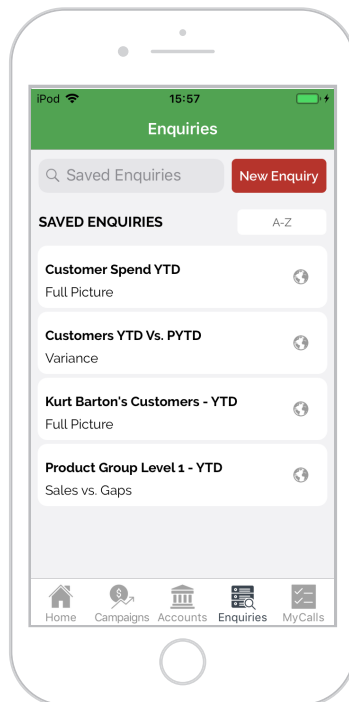 iPod 15:57
Enquiries
Saved Enquiries New Enquiry
SAVED ENQUIRIES A-Z
Customer Spend YTD
Full Picture
Customers YTD Vs. PYTD
Variance
Kurt Barton's Customers - YTD
Full Picture
Product Group Level 1 - YTD
Sales vs. Gaps
Home Campaigns Accounts Enquiries MyCalls